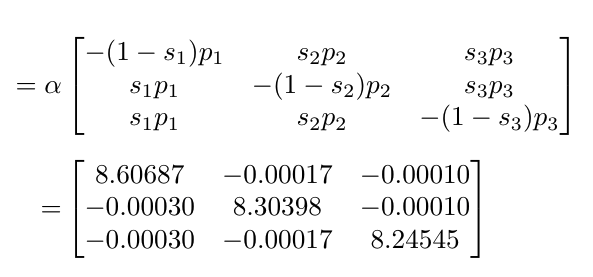 = α [ −(1 − s₁)p₁ s₂p₂ s₃p₃
s₁p₁ −(1 − s₂)p₂ s₃p₃
s₁p₁ s₂p₂ −(1 − s₃)p₃ ]
= [ 8.60687 −0.00017 −0.00010
−0.00030 8.30398 −0.00010
−0.00030 −0.00017 8.24545 ]